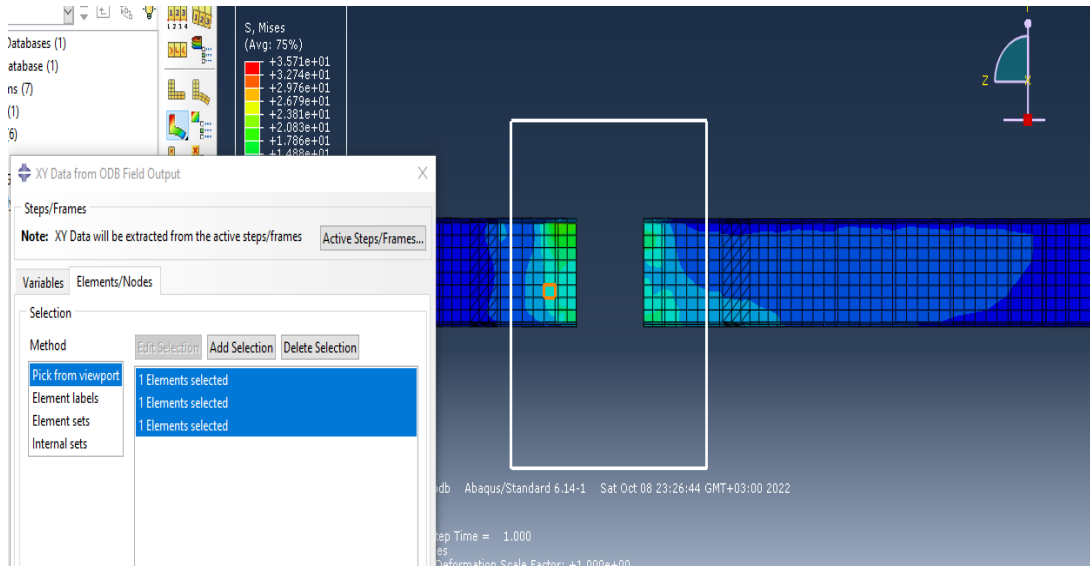 Databases (1)
atabase (1)
ns (7)
(1)
(6)
1 2 3 4
S, Mises
(Avg: 75%)
+3.571e+01
+3.274e+01
+2.976e+01
+2.679e+01
+2.381e+01
+2.083e+01
+1.786e+01
+1.488e+01
Z
X
XY Data from ODB Field Output
X
Steps/Frames
Note: XY Data will be extracted from the active steps/frames
Active Steps/Frames...
Variables
Elements/Nodes
Selection
Method
Edit Selection
Add Selection
Delete Selection
Pick from viewport
Element labels
Element sets
Internal sets
1 Elements selected
1 Elements selected
1 Elements selected
odb Abaqus/Standard 6.14-1 Sat Oct 08 23:26:44 GMT+03:00 2022
tep Time = 1.000
es
Deformation Scale Factor: +1.000e+00